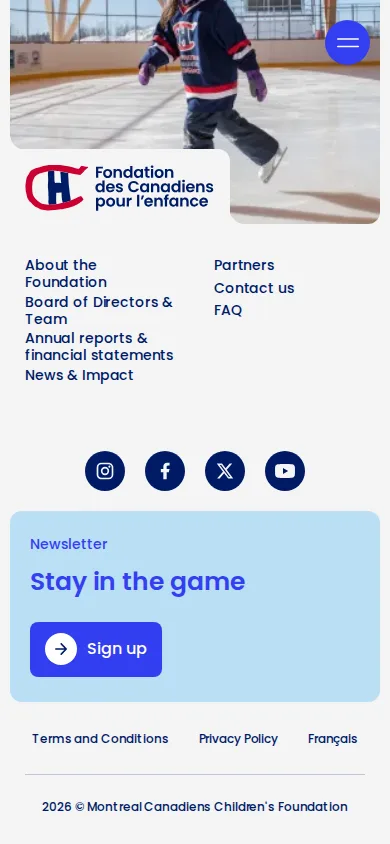 Fondation
des Canadiens
pour l'enfance
About the
Foundation
Board of Directors &
Team
Annual reports &
financial statements
News & Impact
Partners
Contact us
FAQ
Newsletter
Stay in the game
Sign up
Terms and Conditions
Privacy Policy
Français
2026 © Montreal Canadiens Children's Foundation